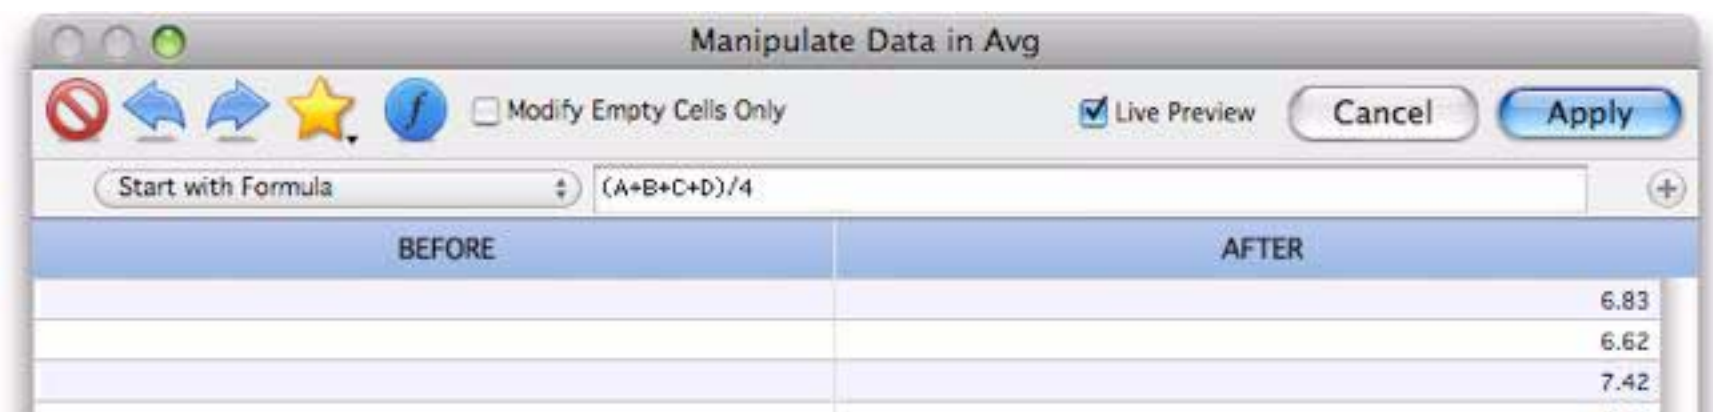 Manipulate Data in Avg
Modify Empty Cells Only Live Preview Cancel Apply
Start with Formula (A+B+C+D)/4
BEFORE AFTER
6.83
6.62
7.42